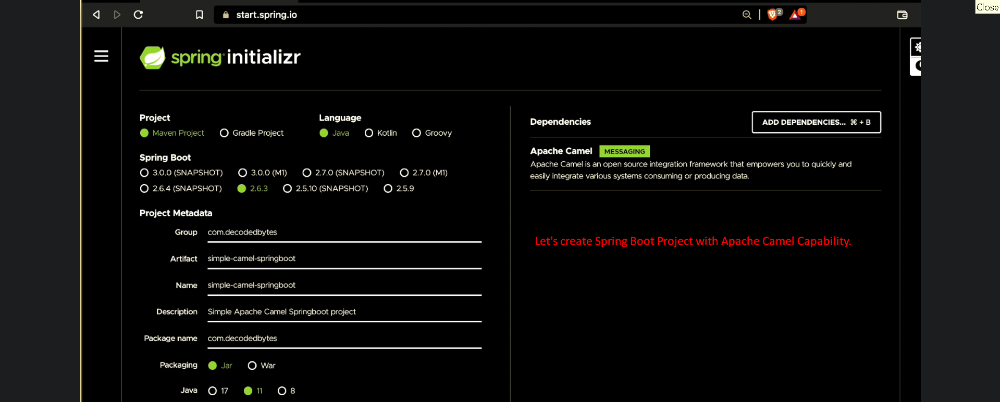 Close
start.spring.io
2
1
spring initializr
Project
Language
Maven Project Gradle Project
Java Kotlin Groovy
Spring Boot
3.0.0 (SNAPSHOT) 3.0.0 (M1) 2.7.0 (SNAPSHOT) 2.7.0 (M1)
2.6.4 (SNAPSHOT) 2.6.3 2.5.10 (SNAPSHOT) 2.5.9
Project Metadata
Group com.decodedbytes
Artifact simple-camel-springboot
Name simple-camel-springboot
Description Simple Apache Camel Springboot project
Package name com.decodedbytes
Packaging Jar War
Java 17 11 8
Dependencies
ADD DEPENDENCIES... ⌘ + B
Apache Camel MESSAGING
Apache Camel is an open source integration framework that empowers you to quickly and
easily integrate various systems consuming or producing data.
Let's create Spring Boot Project with Apache Camel Capability.